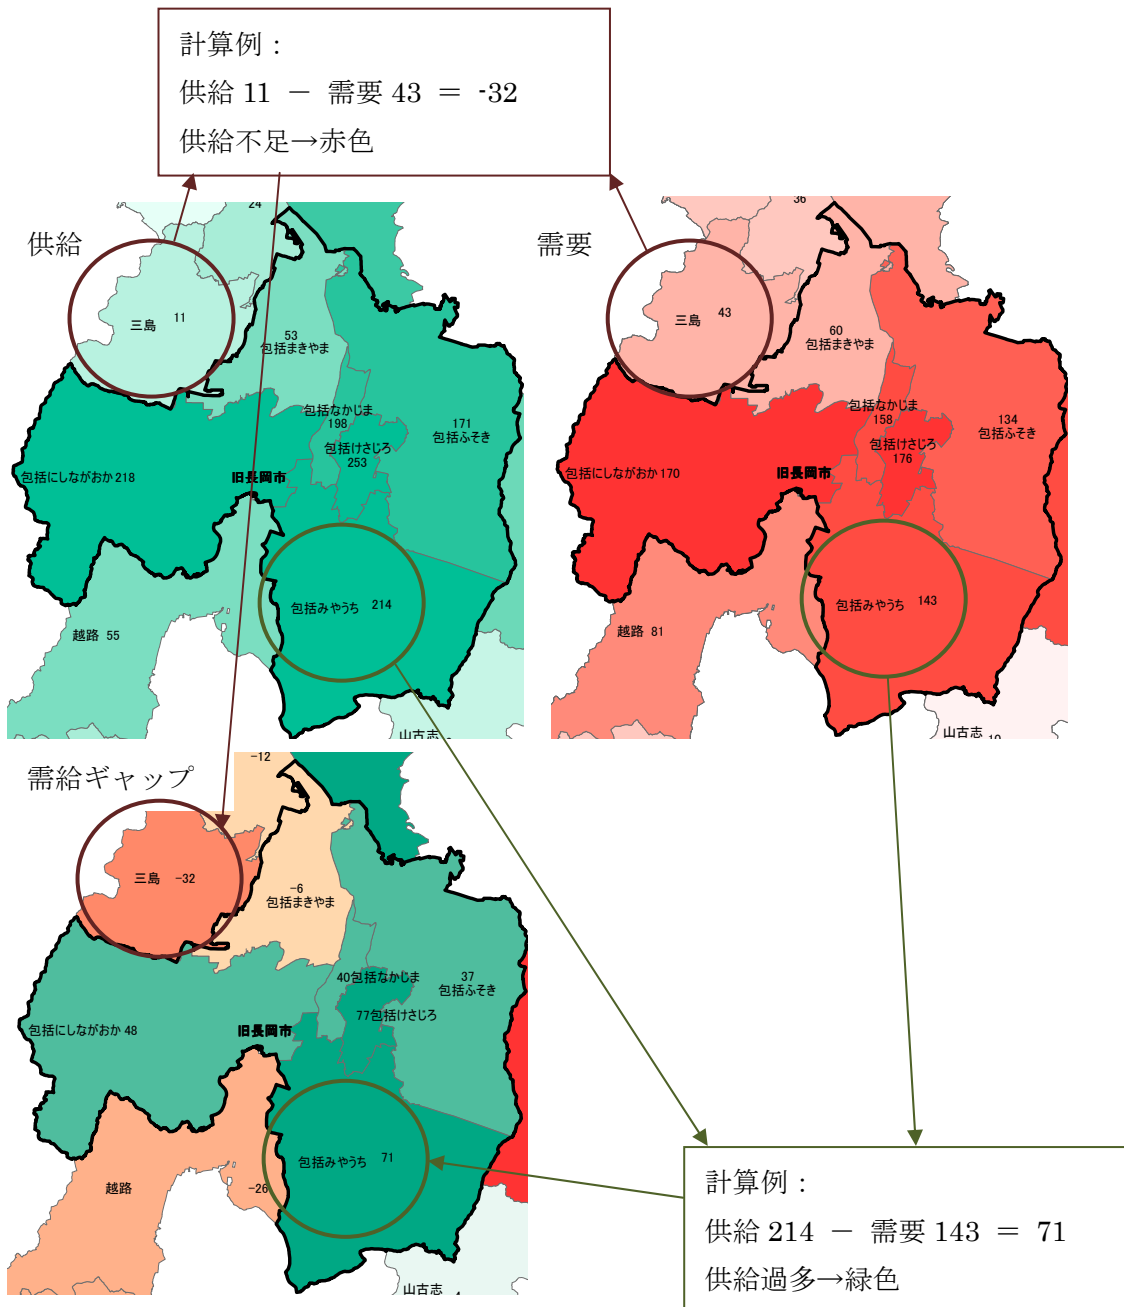 計算例：
供給 11 － 需要 43 ＝ -32
供給不足→赤色
供給
24
三島 11
53
包括まきやま
包括なかじま
198
171
包括ふそき
包括けさじろ
253
包括にしながおか 218
旧長岡市
包括みやうち 214
越路 55
山古志
需要
36
三島 43
60
包括まきやま
包括なかじま
158
134
包括ふそき
包括けさじろ
176
包括にしながおか 170
旧長岡市
包括みやうち 143
越路 81
山古志
需給ギャップ
-12
三島 -32
-6
包括まきやま
40包括なかじま
37
包括ふそき
77包括けさじろ
包括にしながおか 48
旧長岡市
包括みやうち 71
越路
-26
山古志
計算例：
供給 214 － 需要 143 ＝ 71
供給過多→緑色